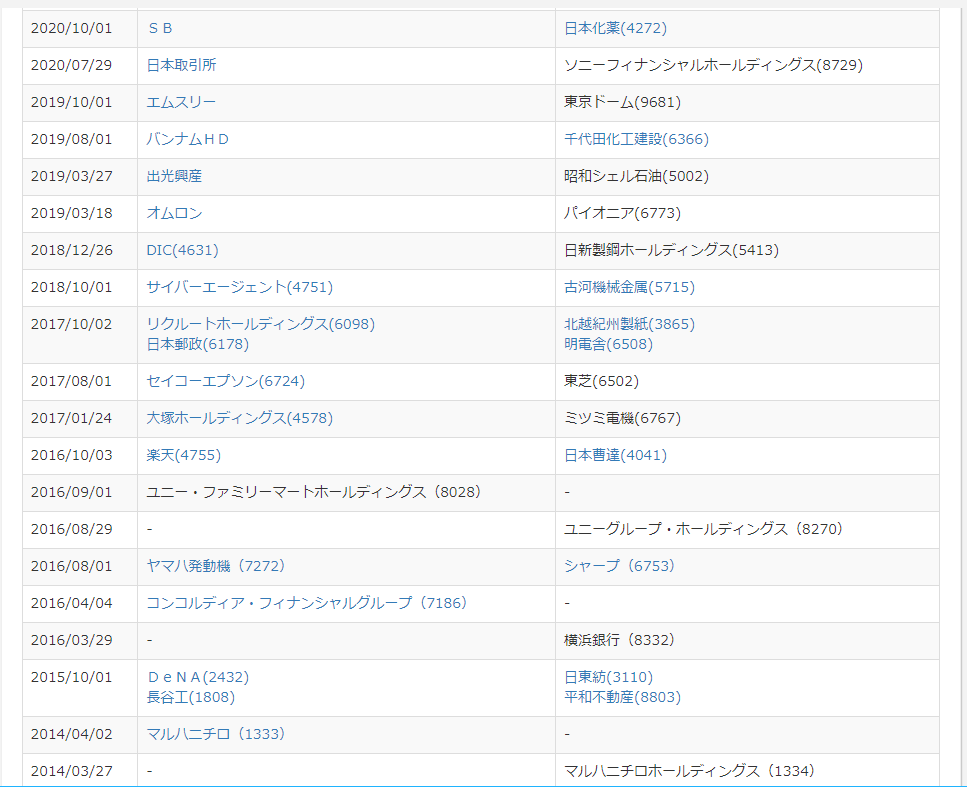 2020/10/01 ＳＢ 日本化薬(4272)
2020/07/29 日本取引所 ソニーフィナンシャルホールディングス(8729)
2019/10/01 エムスリー 東京ドーム(9681)
2019/08/01 バンナムＨＤ 千代田化工建設(6366)
2019/03/27 出光興産 昭和シェル石油(5002)
2019/03/18 オムロン パイオニア(6773)
2018/12/26 DIC(4631) 日新製鋼ホールディングス(5413)
2018/10/01 サイバーエージェント(4751) 古河機械金属(5715)
2017/10/02 リクルートホールディングス(6098) 北越紀州製紙(3865)
日本郵政(6178) 明電舎(6508)
2017/08/01 セイコーエプソン(6724) 東芝(6502)
2017/01/24 大塚ホールディングス(4578) ミツミ電機(6767)
2016/10/03 楽天(4755) 日本曹達(4041)
2016/09/01 ユニー・ファミリーマートホールディングス（8028） -
2016/08/29 - ユニーグループ・ホールディングス（8270）
2016/08/01 ヤマハ発動機（7272） シャープ（6753）
2016/04/04 コンコルディア・フィナンシャルグループ（7186） -
2016/03/29 - 横浜銀行（8332）
2015/10/01 ＤｅＮＡ(2432) 日東紡(3110)
長谷工(1808) 平和不動産(8803)
2014/04/02 マルハニチロ（1333） -
2014/03/27 - マルハニチロホールディングス（1334）